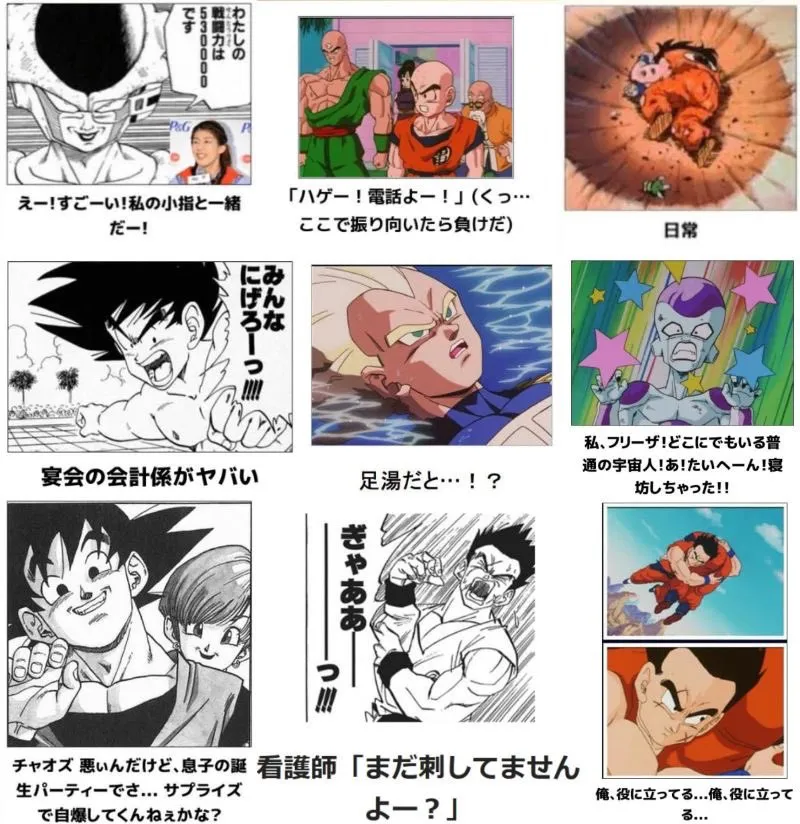 わたしの
戦闘力は
530000
です
P&G
えー!すごーい!私の小指と一緒
だー!
「ハゲー！電話よー！」(くっ…
ここで振り向いたら負けだ)
日常
みんな
にげろーっ!!!!
宴会の会計係がヤバい
足湯だと…！？
私、フリーザ!どこにでもいる普
通の宇宙人!あ!たいへーん!寝
坊しちゃった!!
チャオズ 悪ぃんだけど、息子の誕
生パーティーでさ... サプライズ
で自爆してくんねぇかな?
ぎゃああ
――っ!!!
看護師「まだ刺してません
よー？」
俺、役に立ってる...俺、役に立って
る...